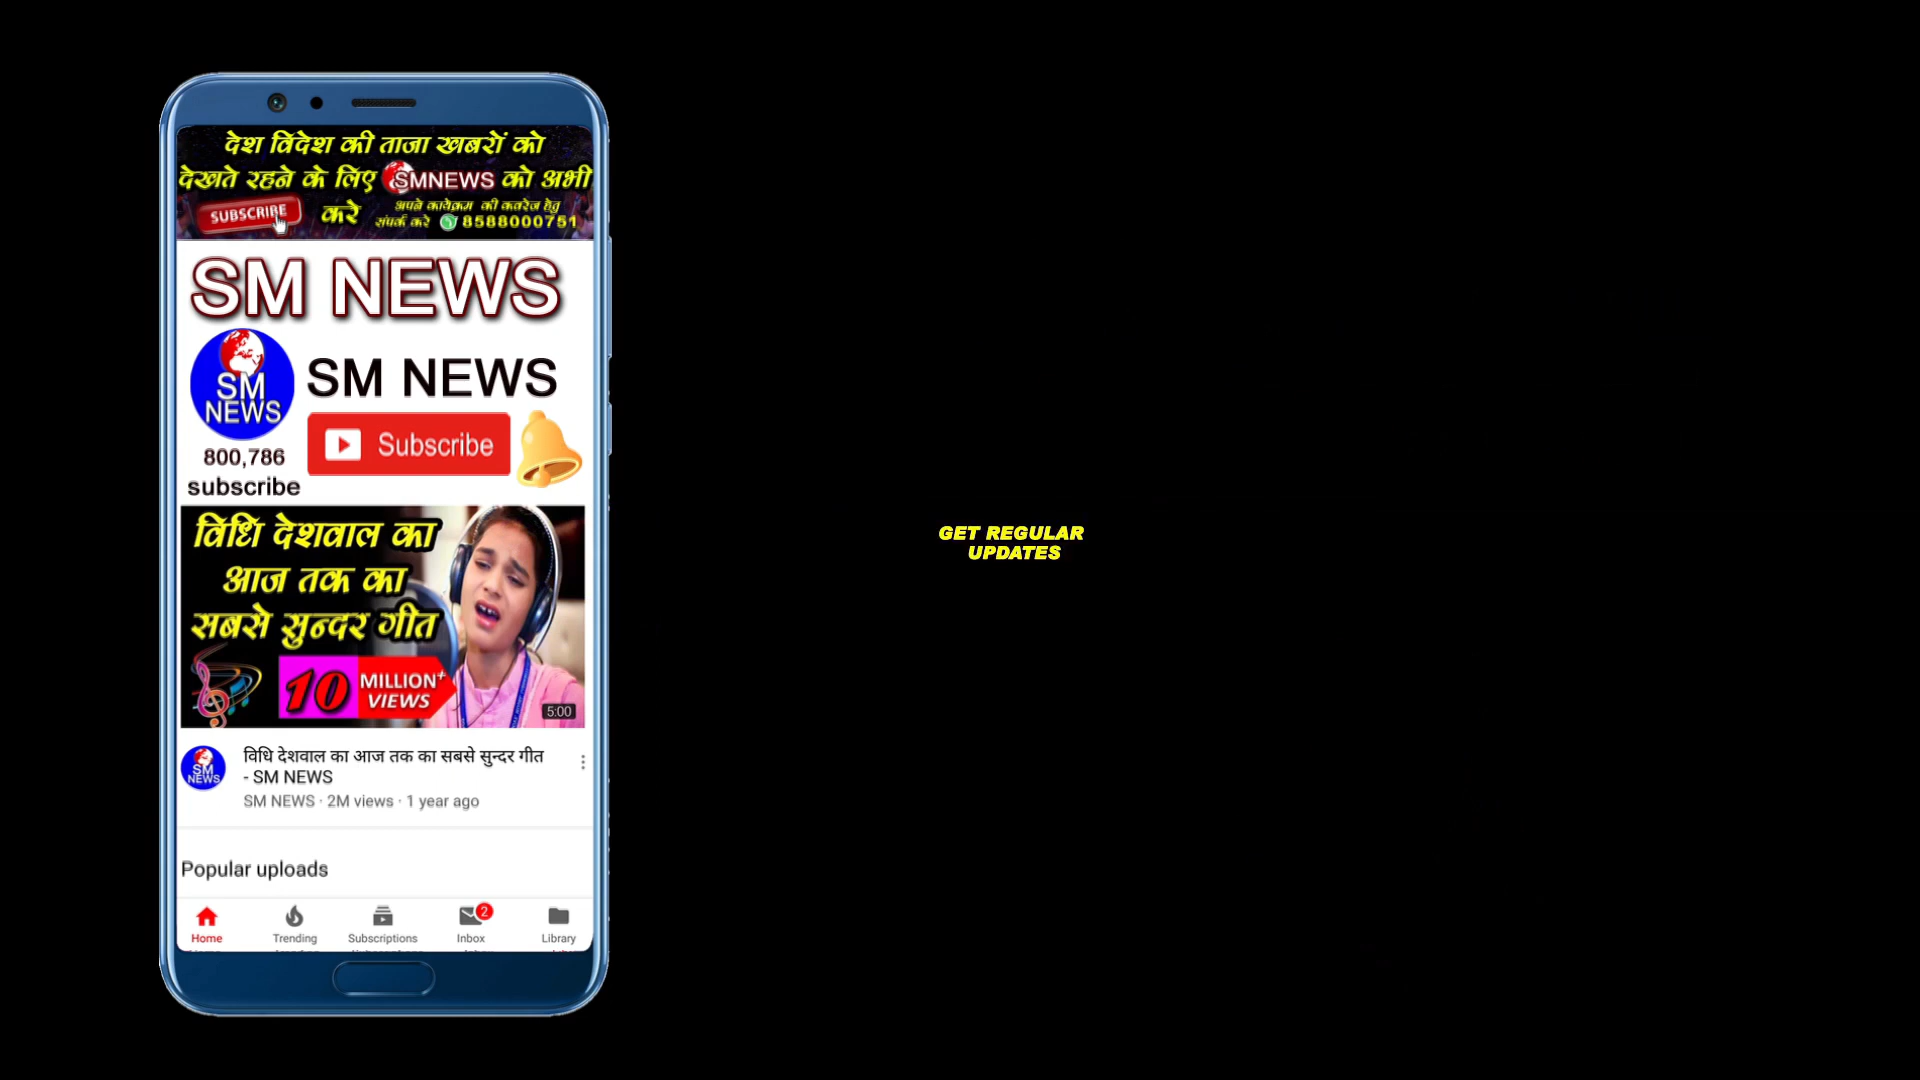 देश विदेश की ताजा खबरों को
देखते रहने के लिए SMNEWS को अभी
SUBSCRIBE करे
अपने कार्यक्रम की कवरेज हेतु
संपर्क करे 8588000751
SM NEWS
SM
NEWS
SM NEWS
Subscribe
800,786
subscribe
विधि देशवाल का
आज तक का
सबसे सुन्दर गीत
10 MILLION+
VIEWS
5:00
SM
NEWS
विधि देशवाल का आज तक का सबसे सुन्दर गीत
- SM NEWS
SM NEWS · 2M views · 1 year ago
Popular uploads
2
Home Trending Subscriptions Inbox Library
GET REGULAR
UPDATES